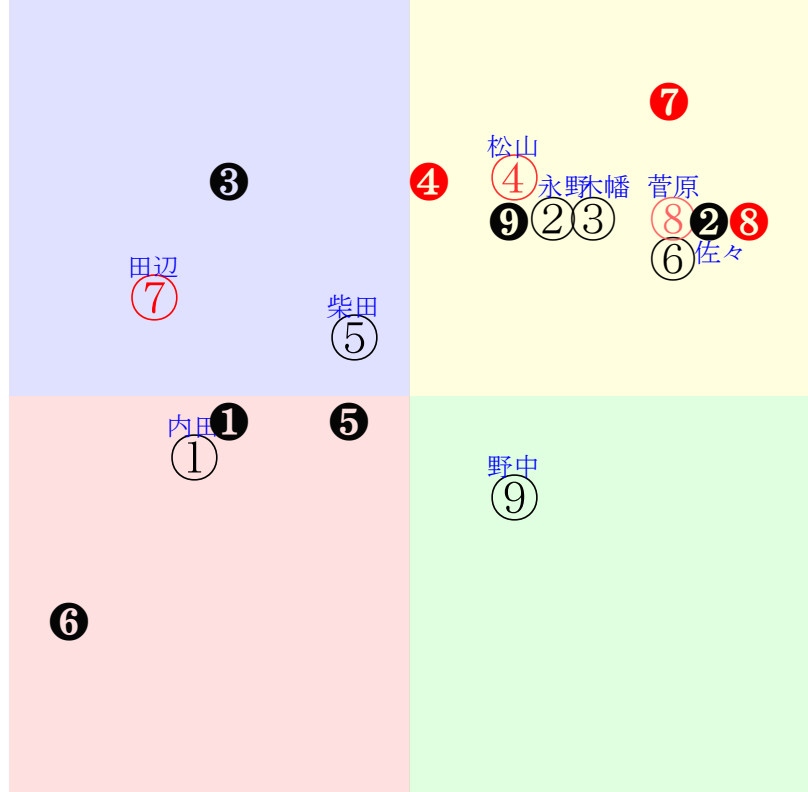 ❼
松山
④
❸
❹
永野
木幡
菅原
❾
②
③
⑧
❷
❽
佐々
⑥
田辺
⑦
柴田
⑤
内田
❶
❺
①
野中
⑨
❻